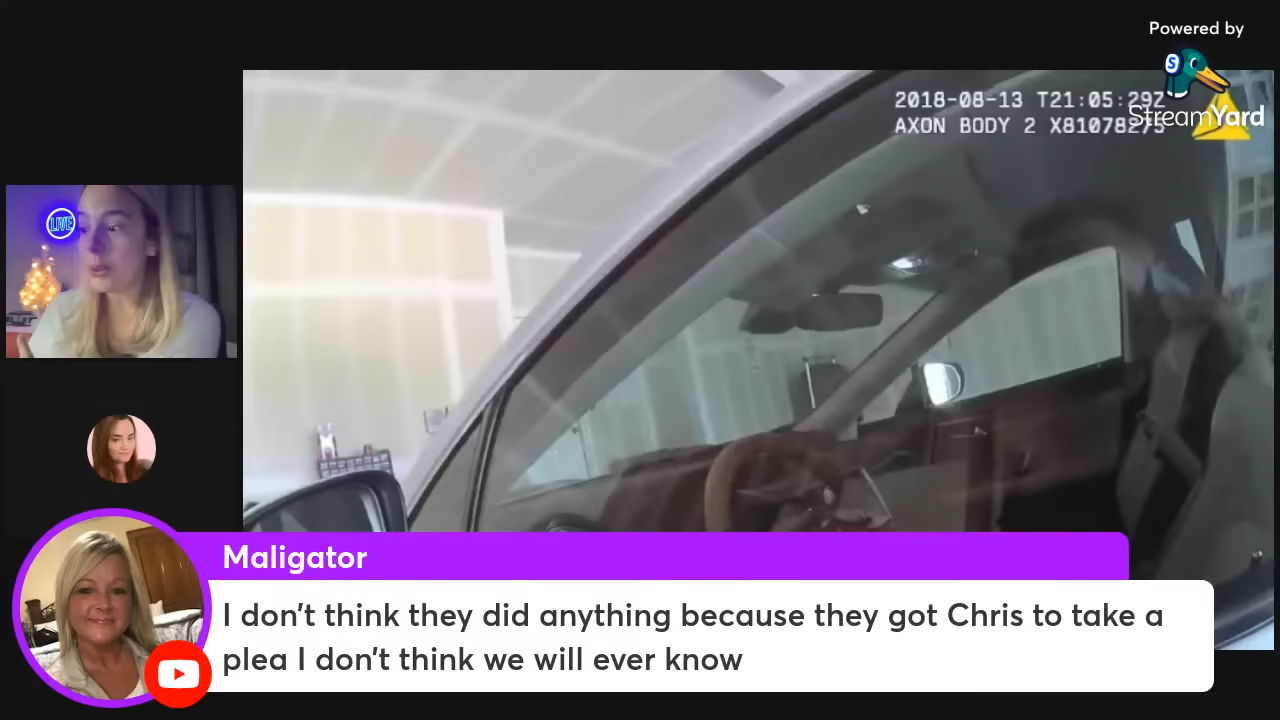 Powered by
StreamYard
2018-08-13 T21:05:29Z
AXON BODY 2 X81078275
LIVE
Maligator
I don't think they did anything because they got Chris to take a
plea I don't think we will ever know